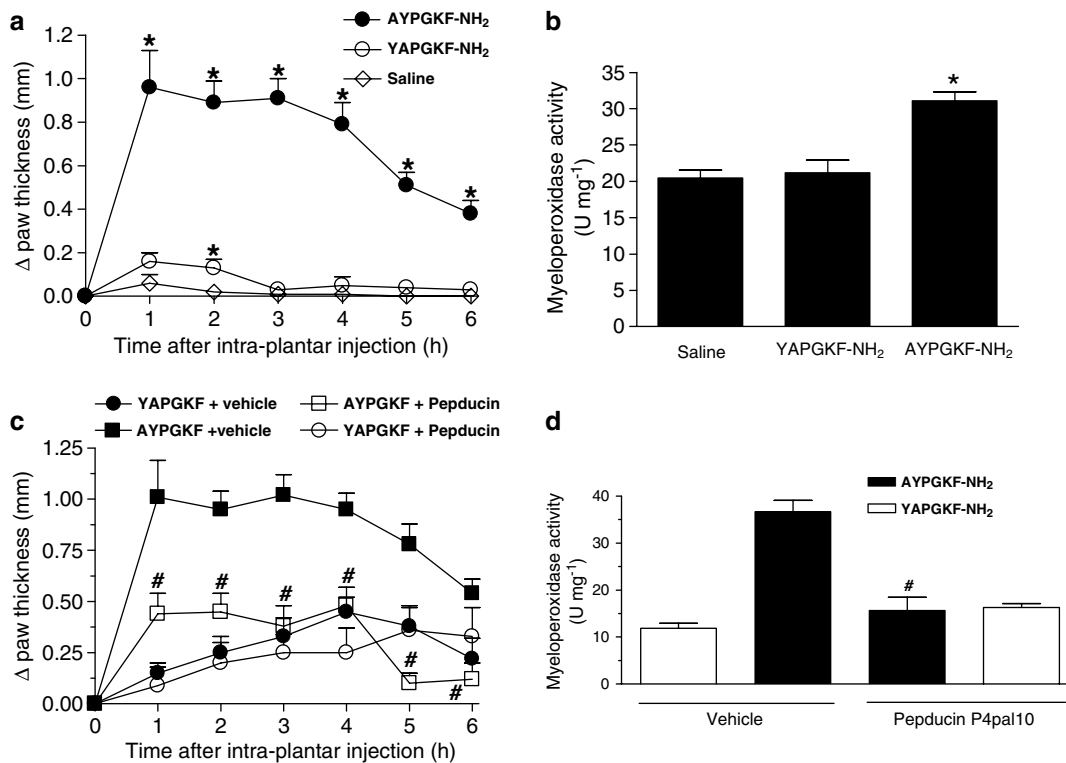 a
AYPGKF-NH2
YAPGKF-NH2
Saline
Δ paw thickness (mm)
1.2
1.0
0.8
0.6
0.4
0.2
0.0
* * * * * *
*
0 1 2 3 4 5 6
Time after intra-plantar injection (h)
b
Myeloperoxidase activity
(U mg-1)
35
30
25
20
15
10
5
0
*
Saline YAPGKF-NH2 AYPGKF-NH2
c
YAPGKF + vehicle AYPGKF + Pepducin
AYPGKF +vehicle YAPGKF + Pepducin
Δ paw thickness (mm)
1.25
1.00
0.75
0.50
0.25
0.00
# # # # # #
0 1 2 3 4 5 6
Time after intra-plantar injection (h)
d
AYPGKF-NH2
YAPGKF-NH2
Myeloperoxidase activity
(U mg-1)
40
30
20
10
0
#
Vehicle Pepducin P4pal10